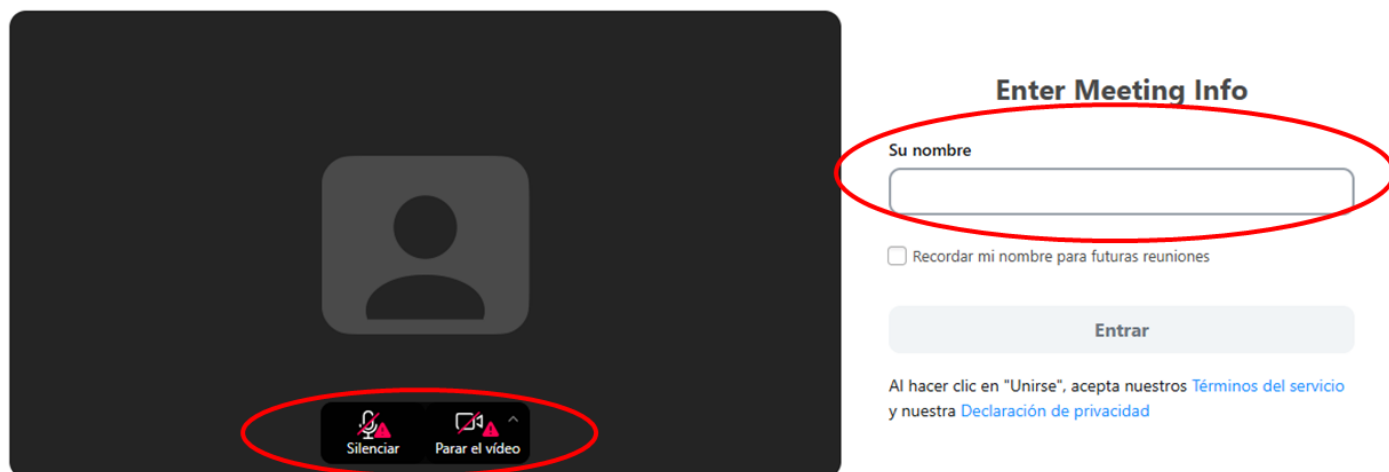 Enter Meeting Info
Su nombre
Recordar mi nombre para futuras reuniones
Entrar
Al hacer clic en "Unirse", acepta nuestros Términos del servicio
y nuestra Declaración de privacidad
Silenciar
Parar el vídeo